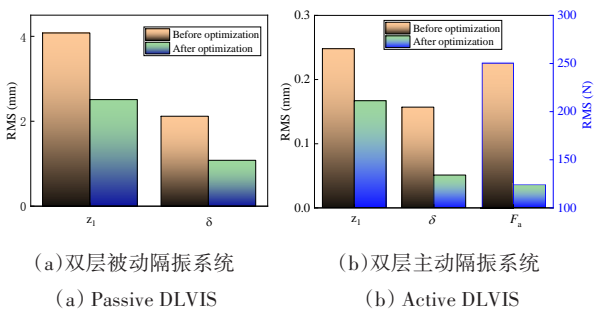 Before optimization
After optimization
RMS (mm)
4
2
0
z1
δ
(a)双层被动隔振系统
(a) Passive DLVIS
Before optimization
After optimization
RMS (mm)
0.3
0.2
0.1
0.0
RMS (N)
300
250
200
150
100
z1
δ
Fa
(b)双层主动隔振系统
(b) Active DLVIS